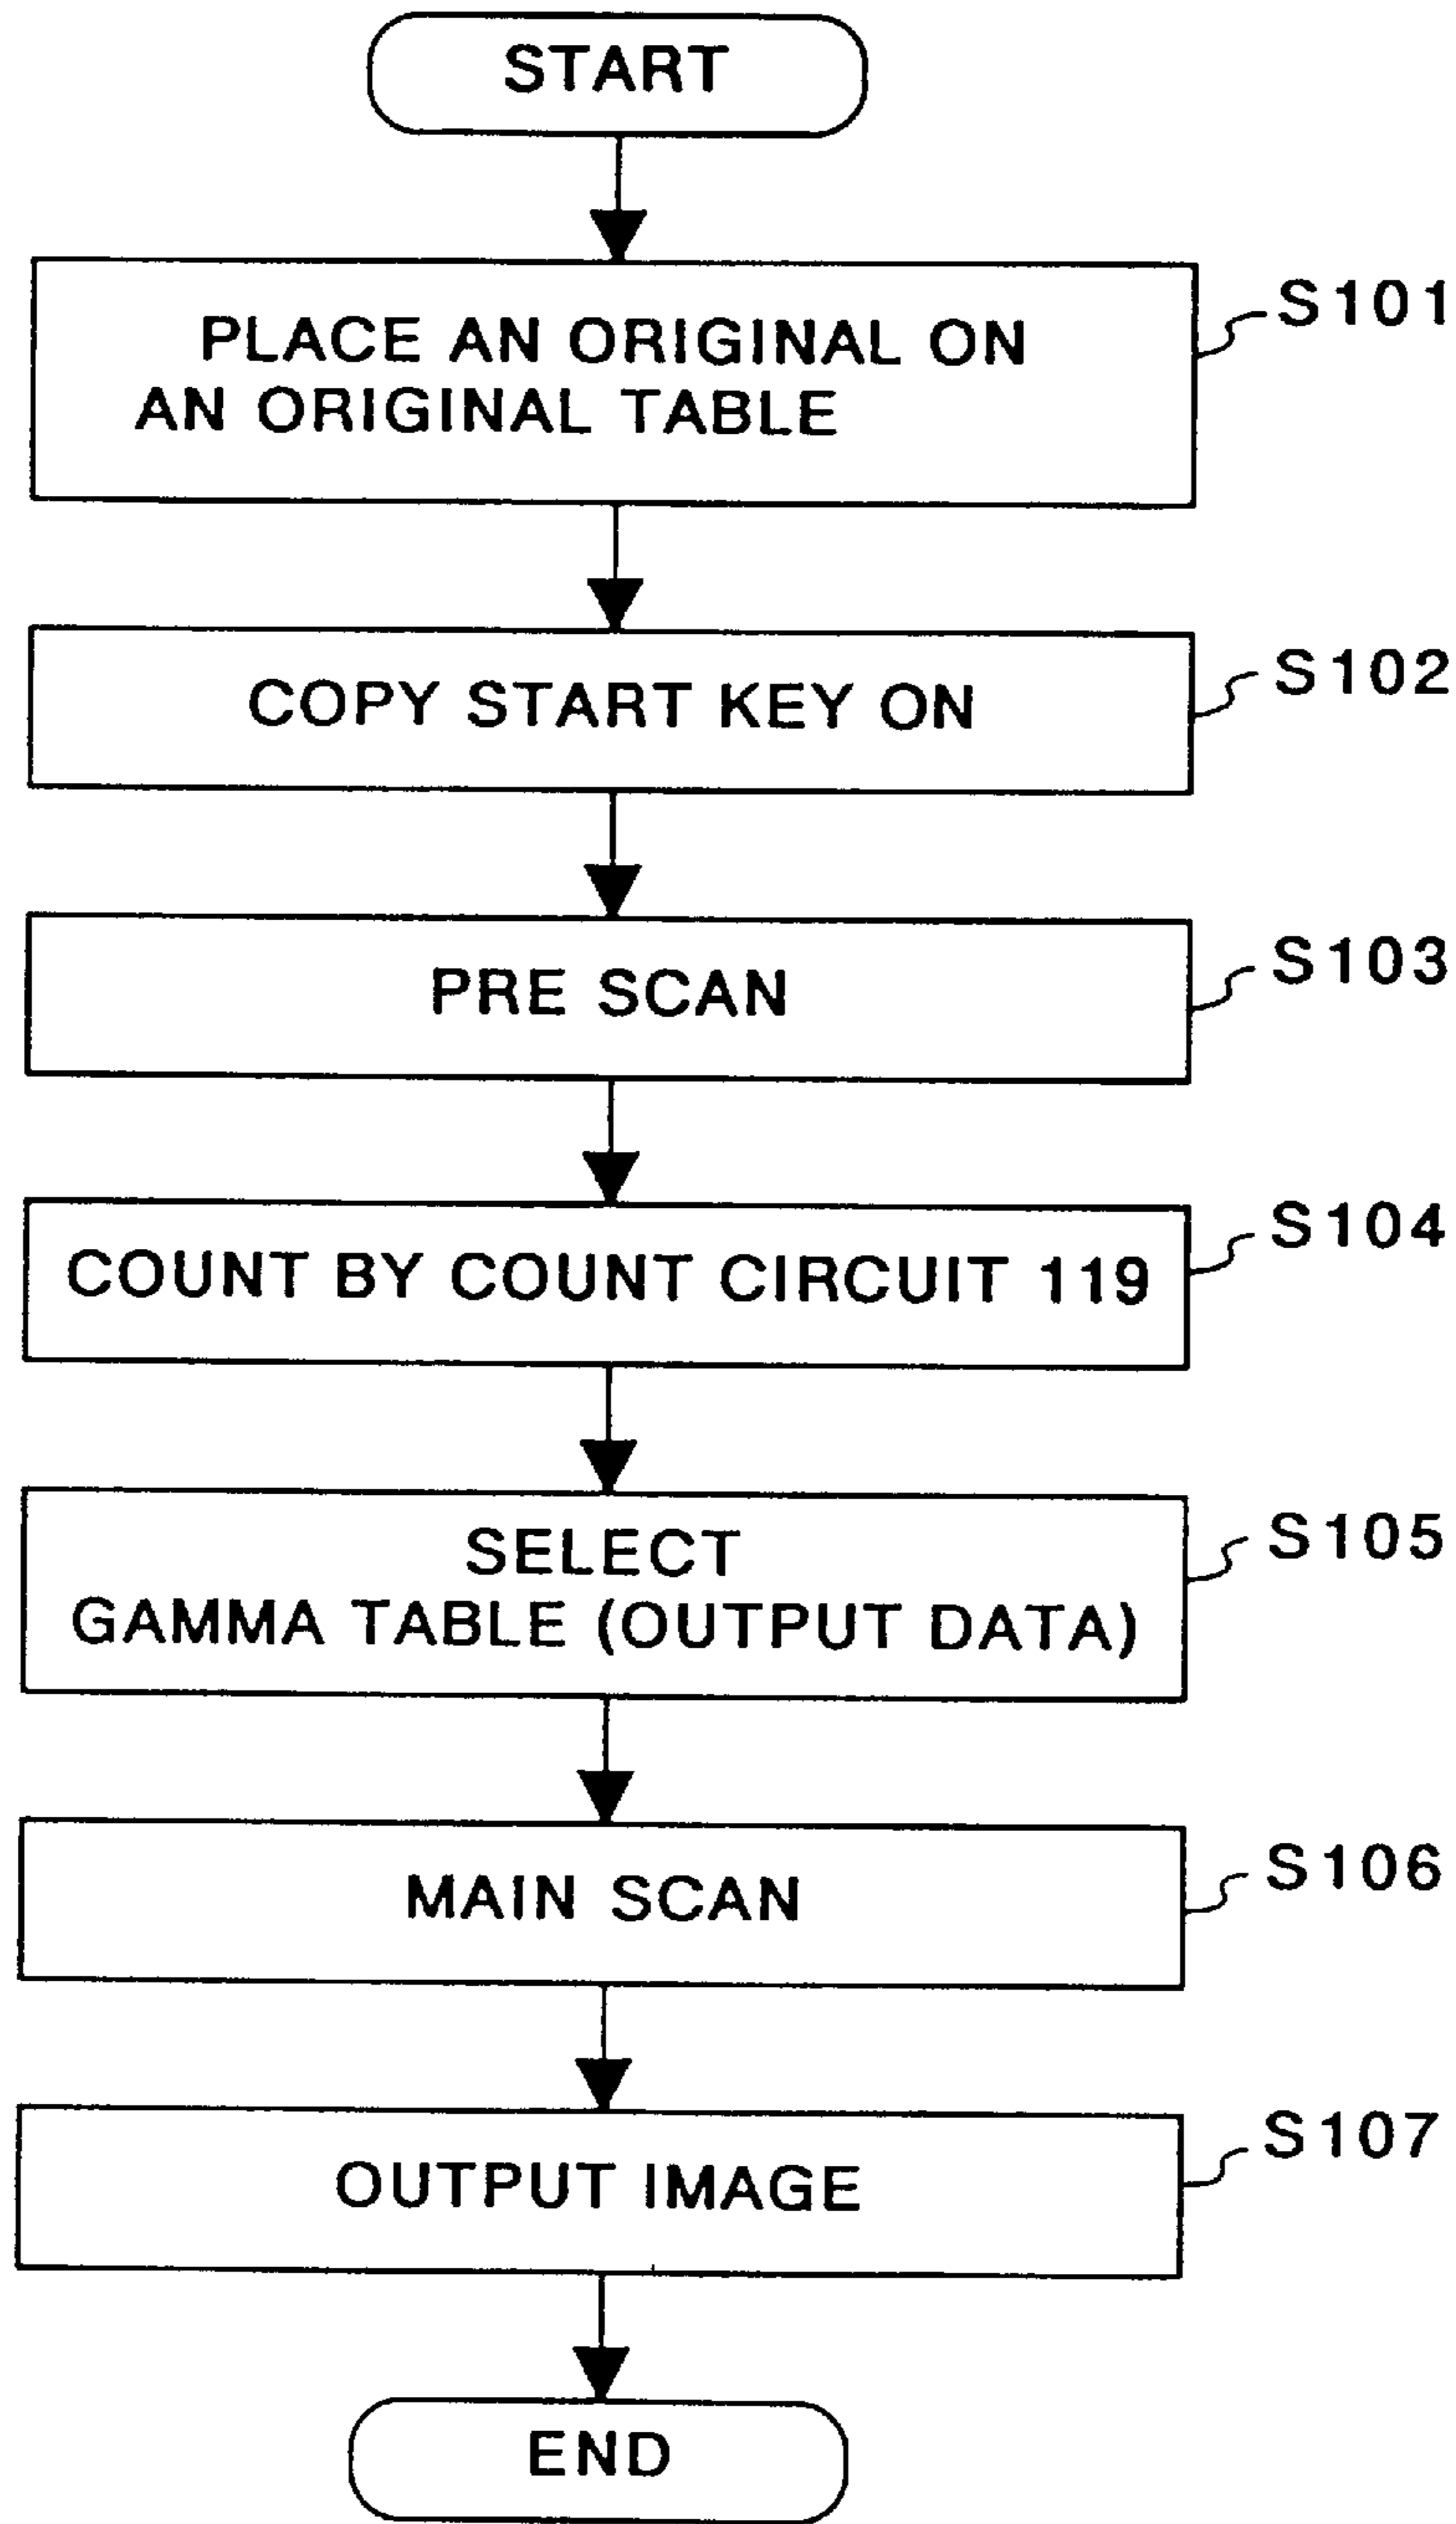 START
PLACE AN ORIGINAL ON
AN ORIGINAL TABLE
S101
COPY START KEY ON
S102
PRE SCAN
S103
COUNT BY COUNT CIRCUIT 119
S104
SELECT
GAMMA TABLE (OUTPUT DATA)
S105
MAIN SCAN
S106
OUTPUT IMAGE
S107
END